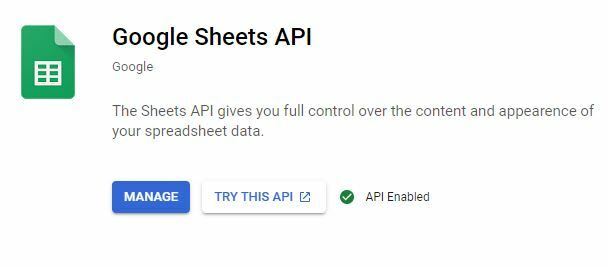 Google Sheets API
Google
The Sheets API gives you full control over the content and appearence of
your spreadsheet data.
MANAGE
TRY THIS API
API Enabled